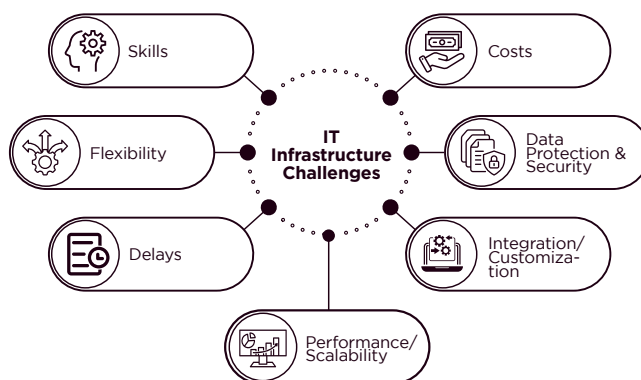 Skills
Costs
IT
Infrastructure
Challenges
Flexibility
Data
Protection &
Security
Delays
Integration/
Customiza-
tion
Performance/
Scalability